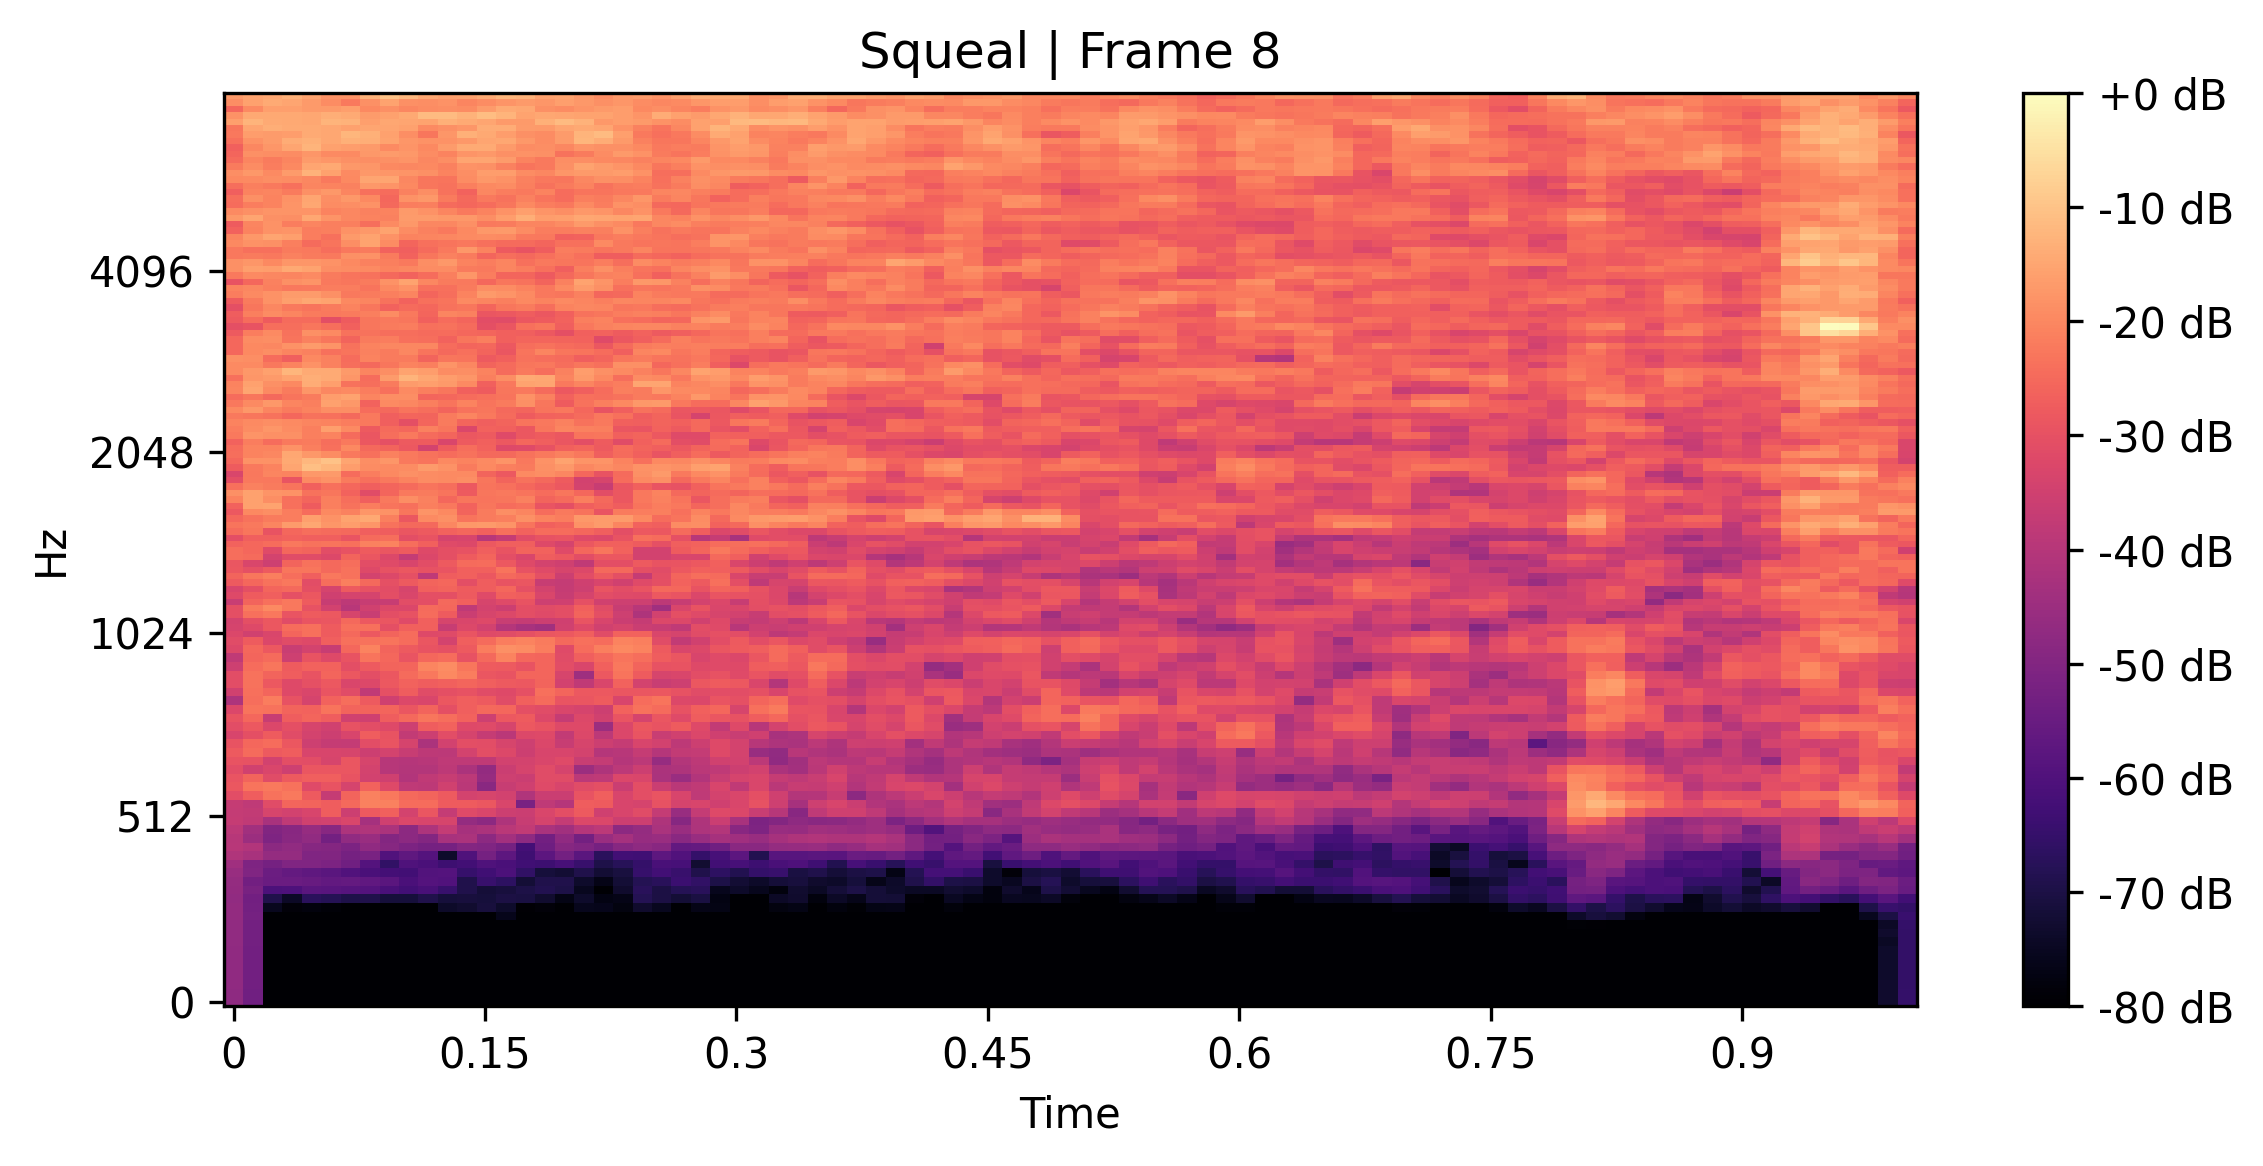 Squeal | Frame 8
Hz
4096
2048
1024
512
0
0 0.15 0.3 0.45 0.6 0.75 0.9
Time
+0 dB
-10 dB
-20 dB
-30 dB
-40 dB
-50 dB
-60 dB
-70 dB
-80 dB